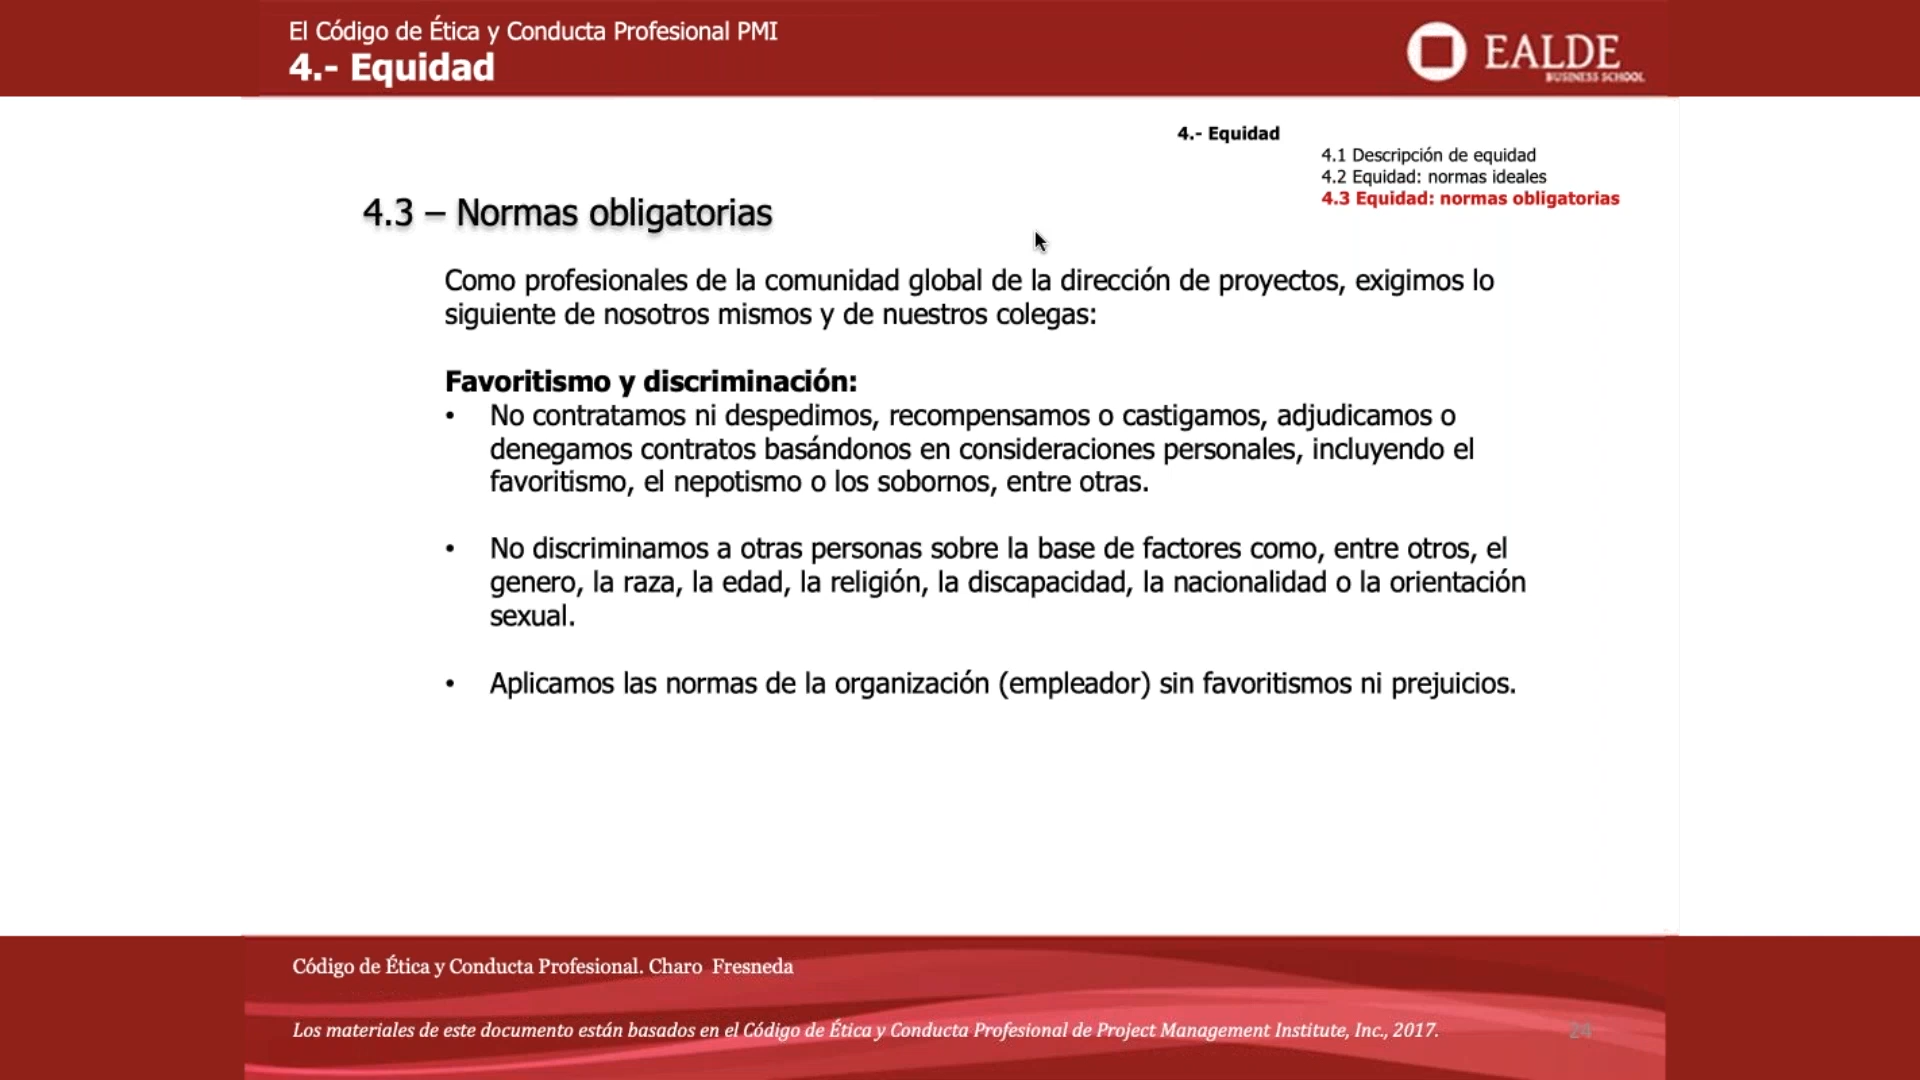 El Código de Ética y Conducta Profesional PMI
4.- Equidad
EALDE
BUSINESS SCHOOL
4.- Equidad
4.1 Descripción de equidad
4.2 Equidad: normas ideales
4.3 Equidad: normas obligatorias
4.3 – Normas obligatorias
Como profesionales de la comunidad global de la dirección de proyectos, exigimos lo
siguiente de nosotros mismos y de nuestros colegas:
Favoritismo y discriminación:
• No contratamos ni despedimos, recompensamos o castigamos, adjudicamos o
denegamos contratos basándonos en consideraciones personales, incluyendo el
favoritismo, el nepotismo o los sobornos, entre otras.
• No discriminamos a otras personas sobre la base de factores como, entre otros, el
genero, la raza, la edad, la religión, la discapacidad, la nacionalidad o la orientación
sexual.
• Aplicamos las normas de la organización (empleador) sin favoritismos ni prejuicios.
Código de Ética y Conducta Profesional. Charo Fresneda
Los materiales de este documento están basados en el Código de Ética y Conducta Profesional de Project Management Institute, Inc., 2017.
24